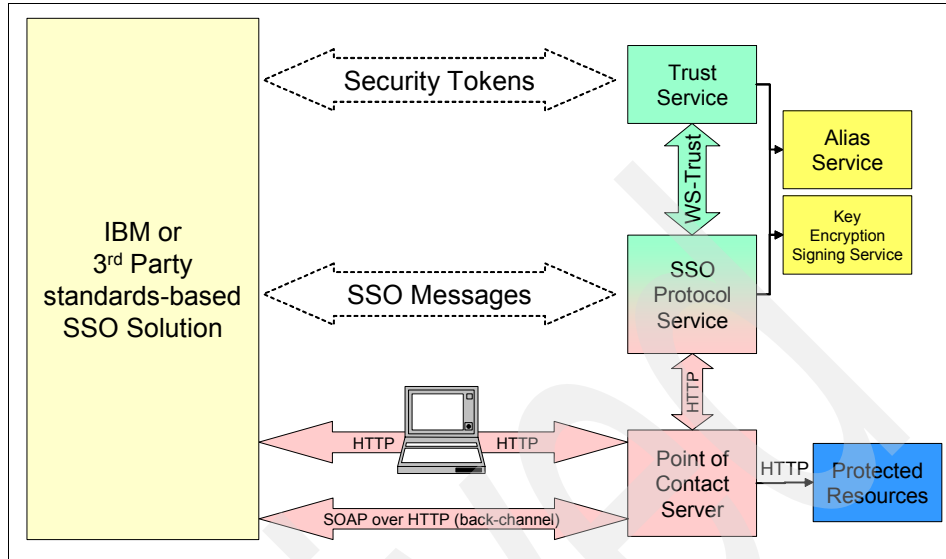 IBM or
3rd Party
standards-based
SSO Solution
Security Tokens
Trust
Service
WS-Trust
Alias
Service
Key
Encryption
Signing Service
SSO Messages
SSO
Protocol
Service
HTTP
HTTP
HTTP
Point of
Contact
Server
HTTP
Protected
Resources
SOAP over HTTP (back-channel)